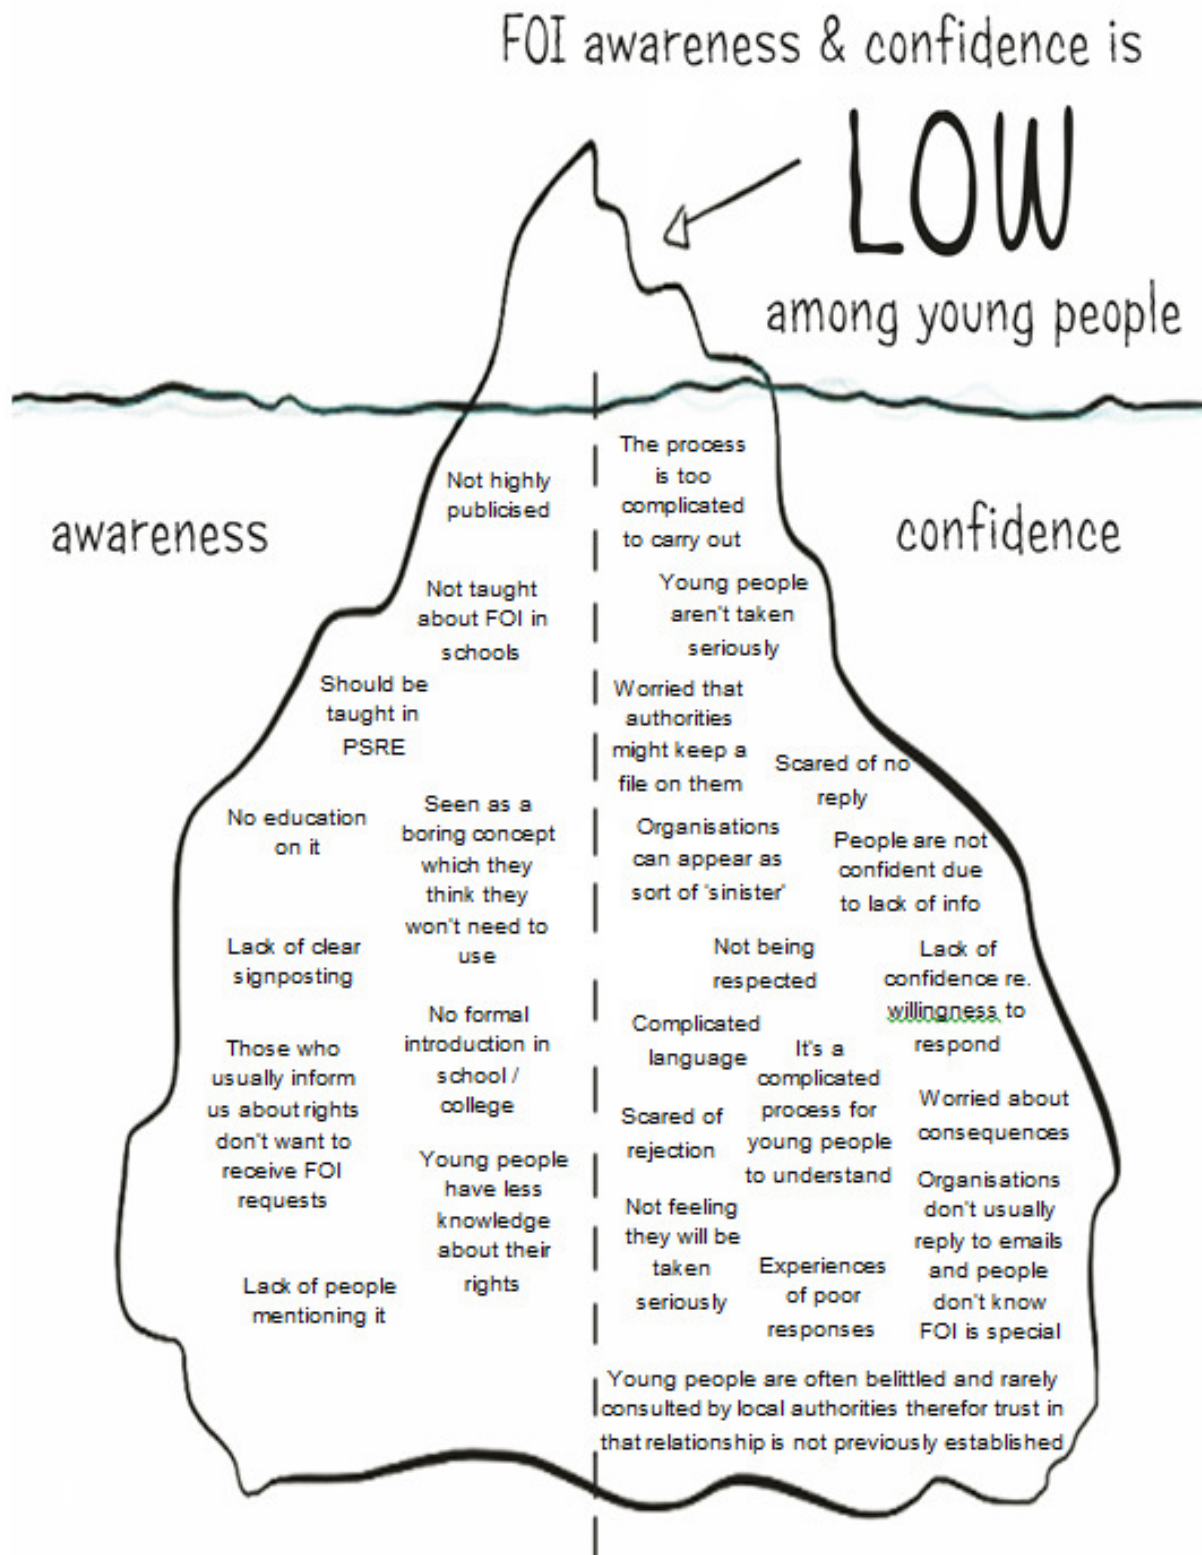 FOI awareness & confidence is
LOW
among young people
awareness
Not highly
publicised
Not taught
about FOI in
schools
Should be
taught in
PSRE
No education
on it
Seen as a
boring concept
which they
think they
won't need to
use
Lack of clear
signposting
No formal
introduction in
school /
college
Those who
usually inform
us about rights
don't want to
receive FOI
requests
Young people
have less
knowledge
about their
rights
Lack of people
mentioning it
confidence
The process
is too
complicated
to carry out
Young people
aren't taken
seriously
Worried that
authorities
might keep a
file on them
Scared of no
reply
Organisations
can appear as
sort of 'sinister'
People are not
confident due
to lack of info
Not being
respected
Lack of
confidence re.
willingness to
respond
Complicated
language
It's a
complicated
process for
young people
to understand
Scared of
rejection
Worried about
consequences
Not feeling
they will be
taken
seriously
Experiences
of poor
responses
Organisations
don't usually
reply to emails
and people
don't know
FOI is special
Young people are often belittled and rarely
consulted by local authorities therefor trust in
that relationship is not previously established